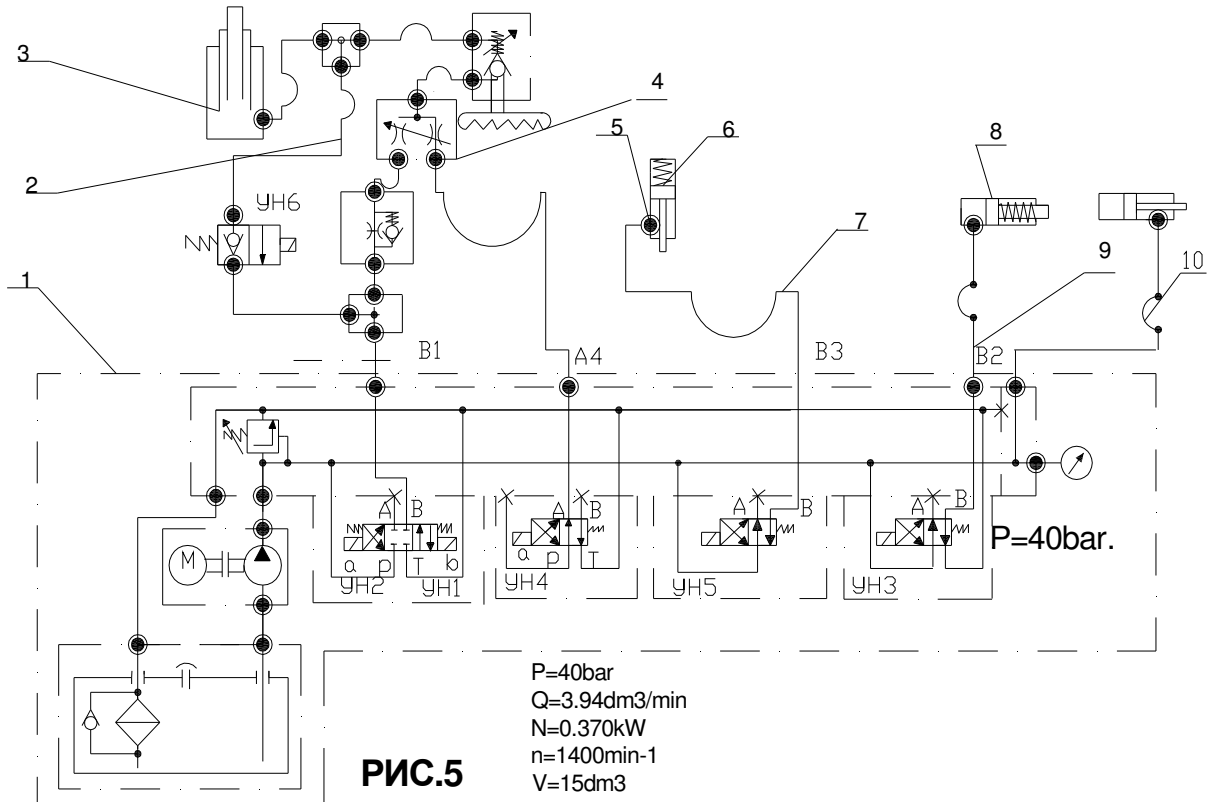 3
4
5
6
8
2
УН6
7
9
10
1
B1
A4
B3
B2
A
B
A
B
A
B
A
B
P=40bar.
M
a
p
T
b
a
p
T
УН2
УН1
УН4
УН5
УН3
P=40bar
Q=3.94dm3/min
N=0.370kW
n=1400min-1
V=15dm3
РИС.5